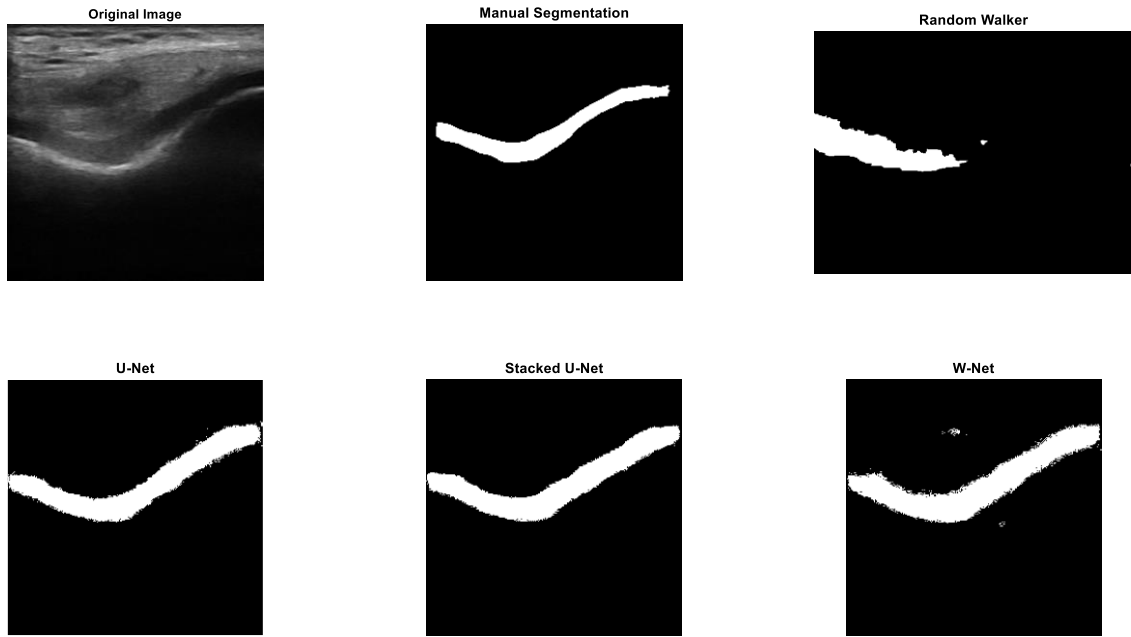 Original Image
Manual Segmentation
Random Walker
U-Net
Stacked U-Net
W-Net